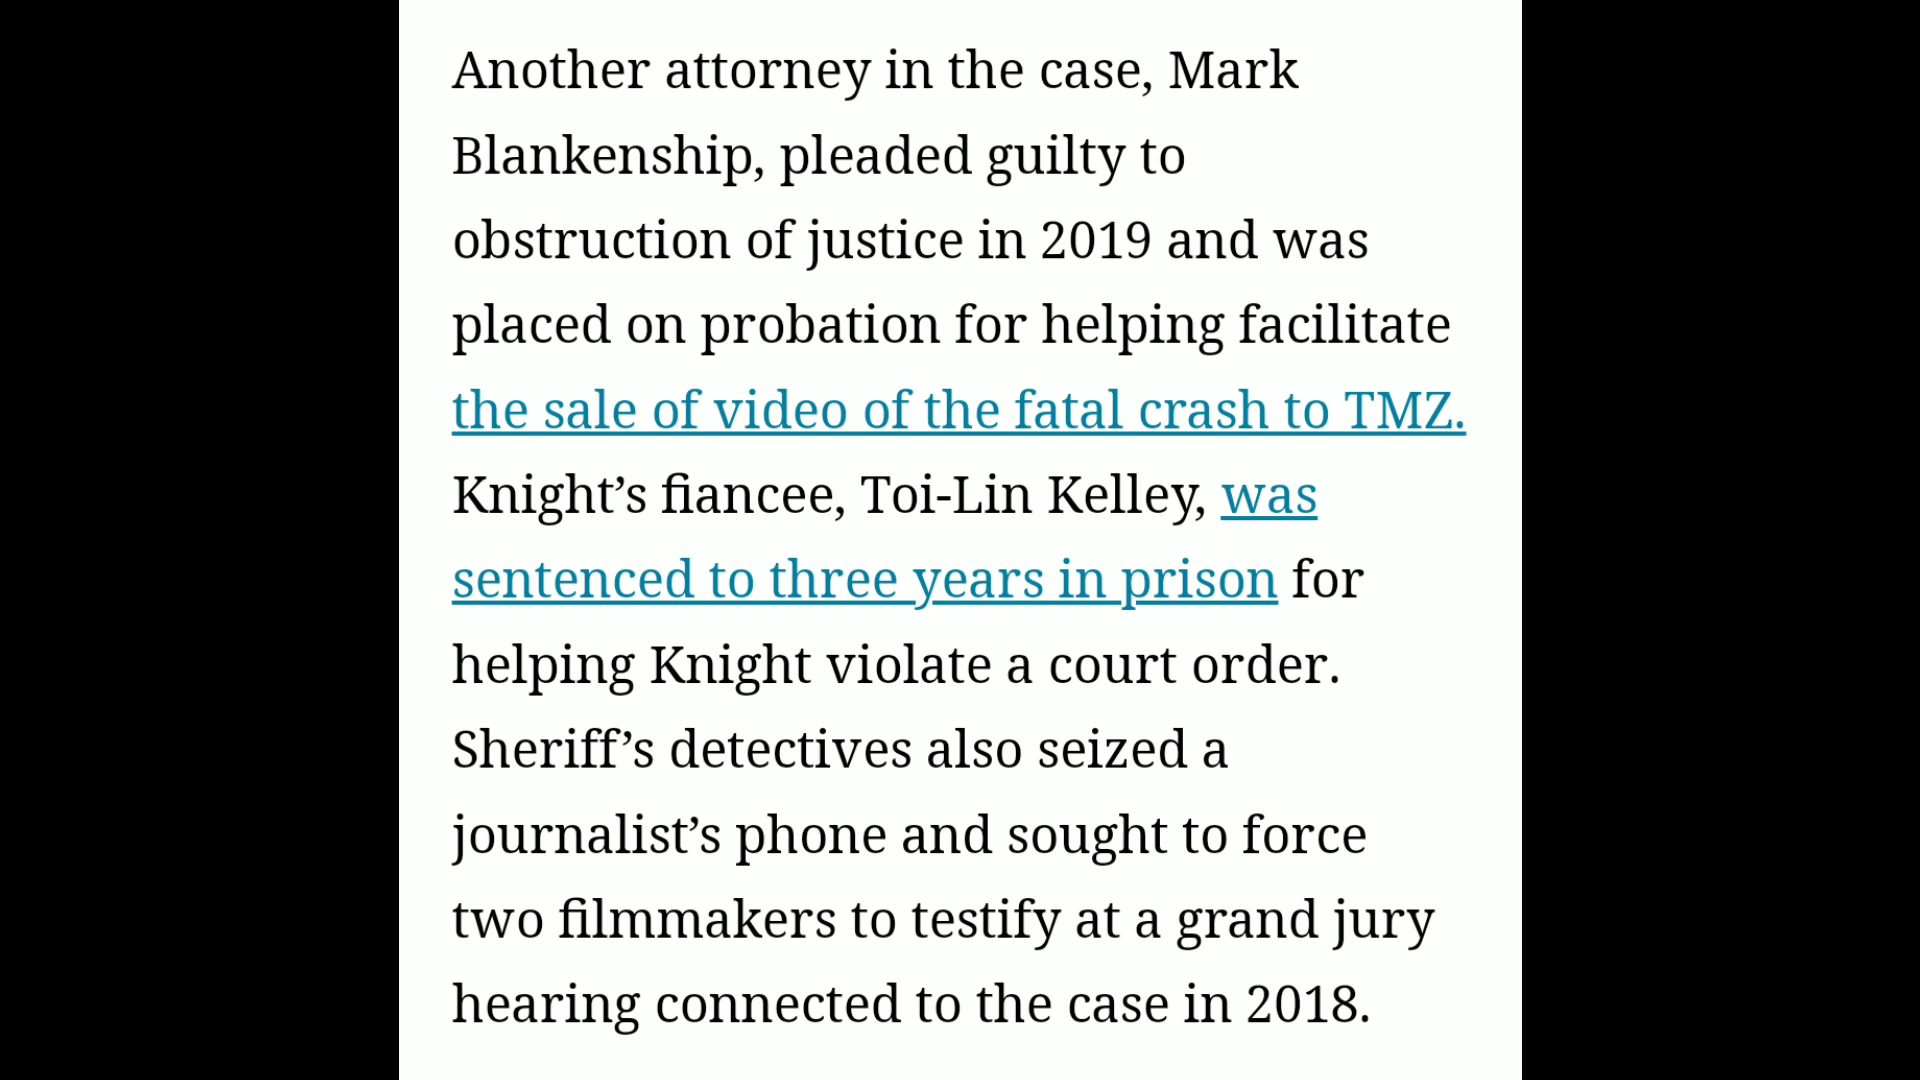 Another attorney in the case, Mark
Blankenship, pleaded guilty to
obstruction of justice in 2019 and was
placed on probation for helping facilitate
the sale of video of the fatal crash to TMZ.
Knight’s fiancee, Toi-Lin Kelley, was
sentenced to three years in prison for
helping Knight violate a court order.
Sheriff’s detectives also seized a
journalist’s phone and sought to force
two filmmakers to testify at a grand jury
hearing connected to the case in 2018.